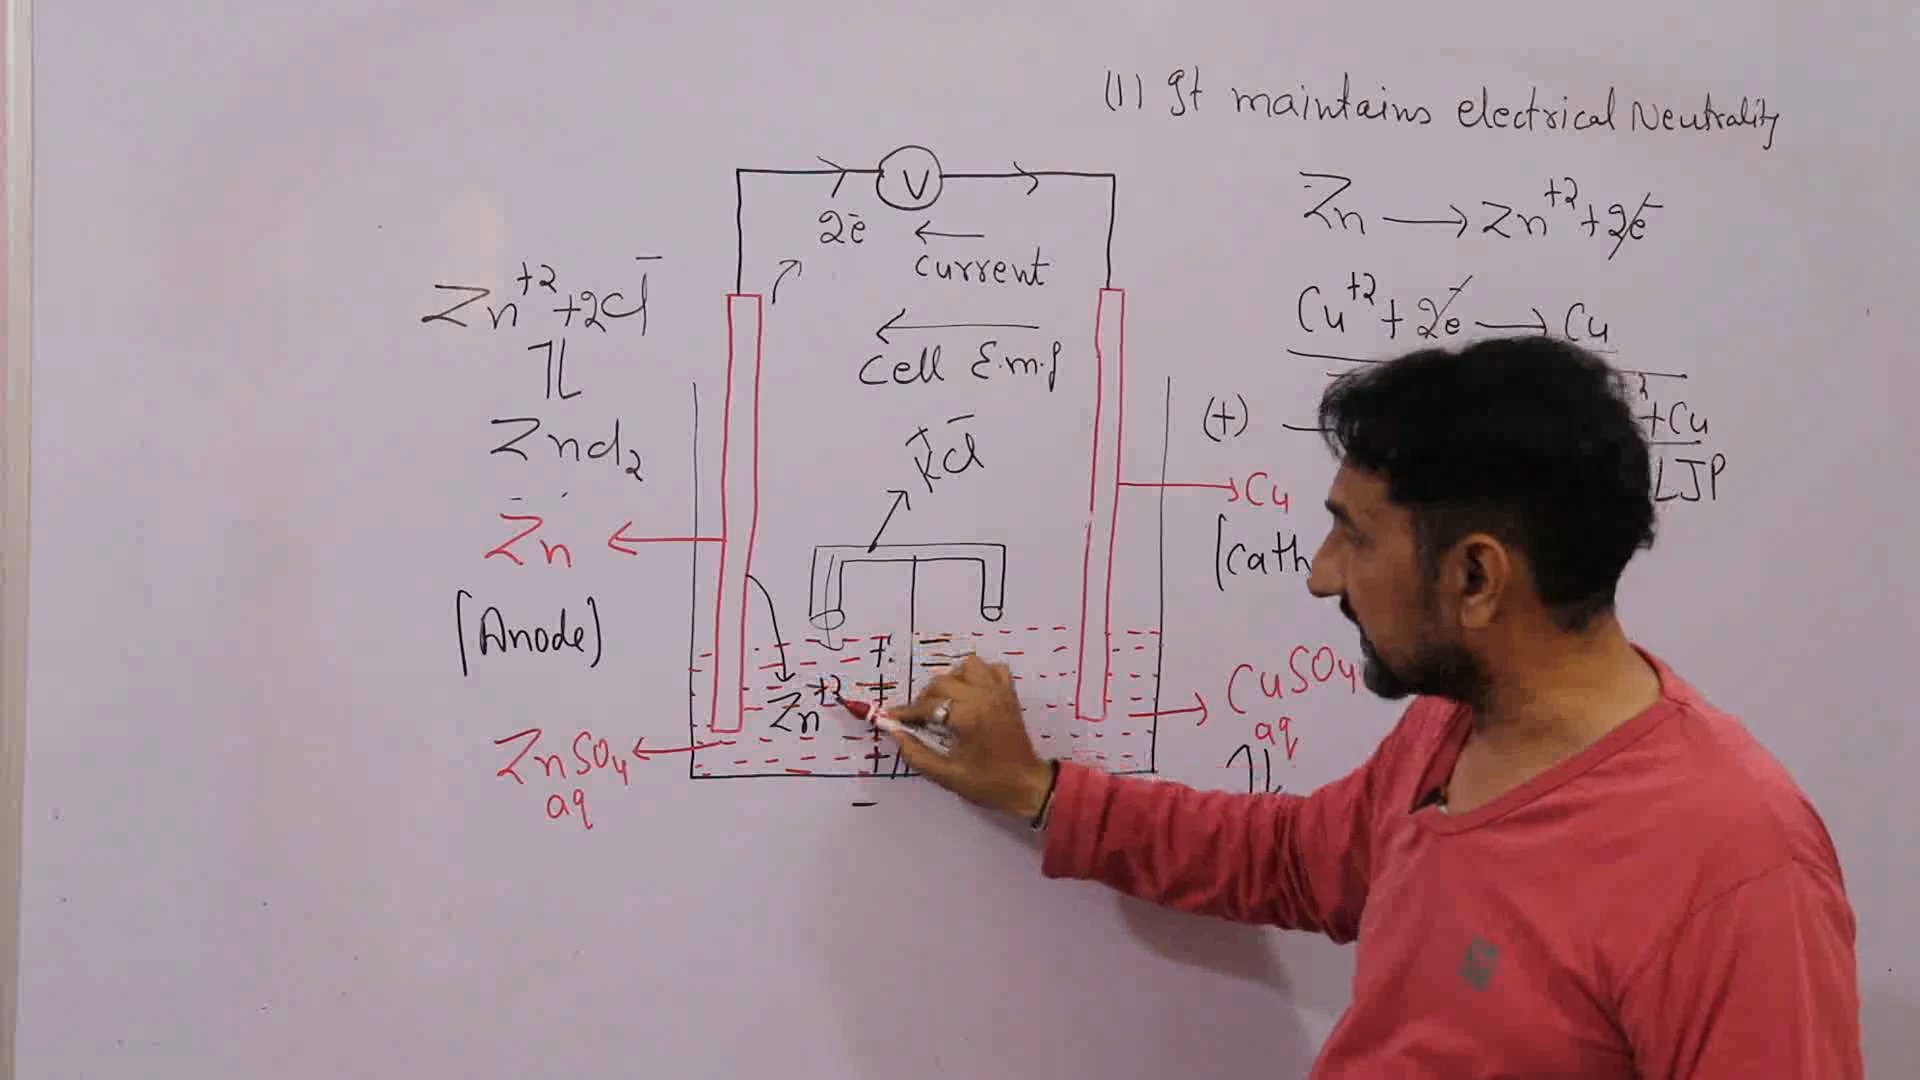 (1) It maintains electrical Neutrality
Zn → Zn+2 + 2e-
Cu+2 + 2e- → Cu
(+)
+ Cu
LJP
V
2e-
← current
← Cell E.m.f
KCl-
Zn+2 + 2Cl-
ZnCl2
Zn
[Anode]
Cu
[Cath
Zn+2
ZnSO4
aq
CuSO4
aq